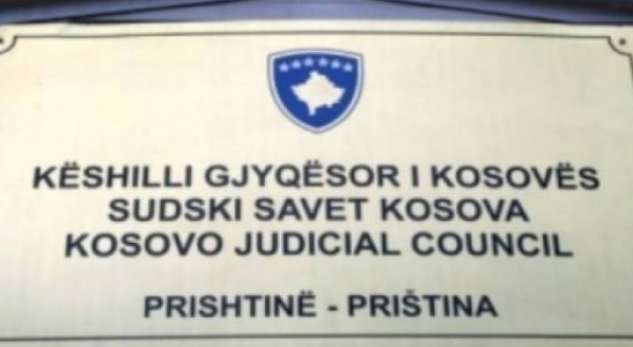 KËSHILLI GJYQËSOR I KOSOVËS
SUDSKI SAVET KOSOVA
KOSOVO JUDICIAL COUNCIL
PRISHTINË - PRIŠTINA